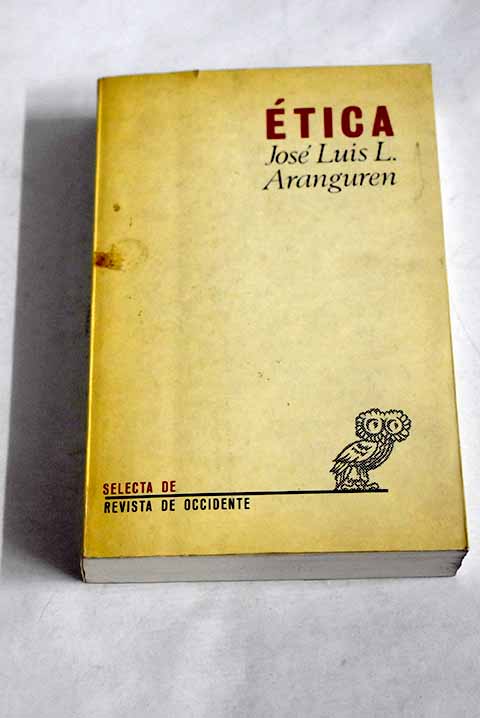 ÉTICA
José Luis L.
Aranguren
SELECTA DE
REVISTA DE OCCIDENTE